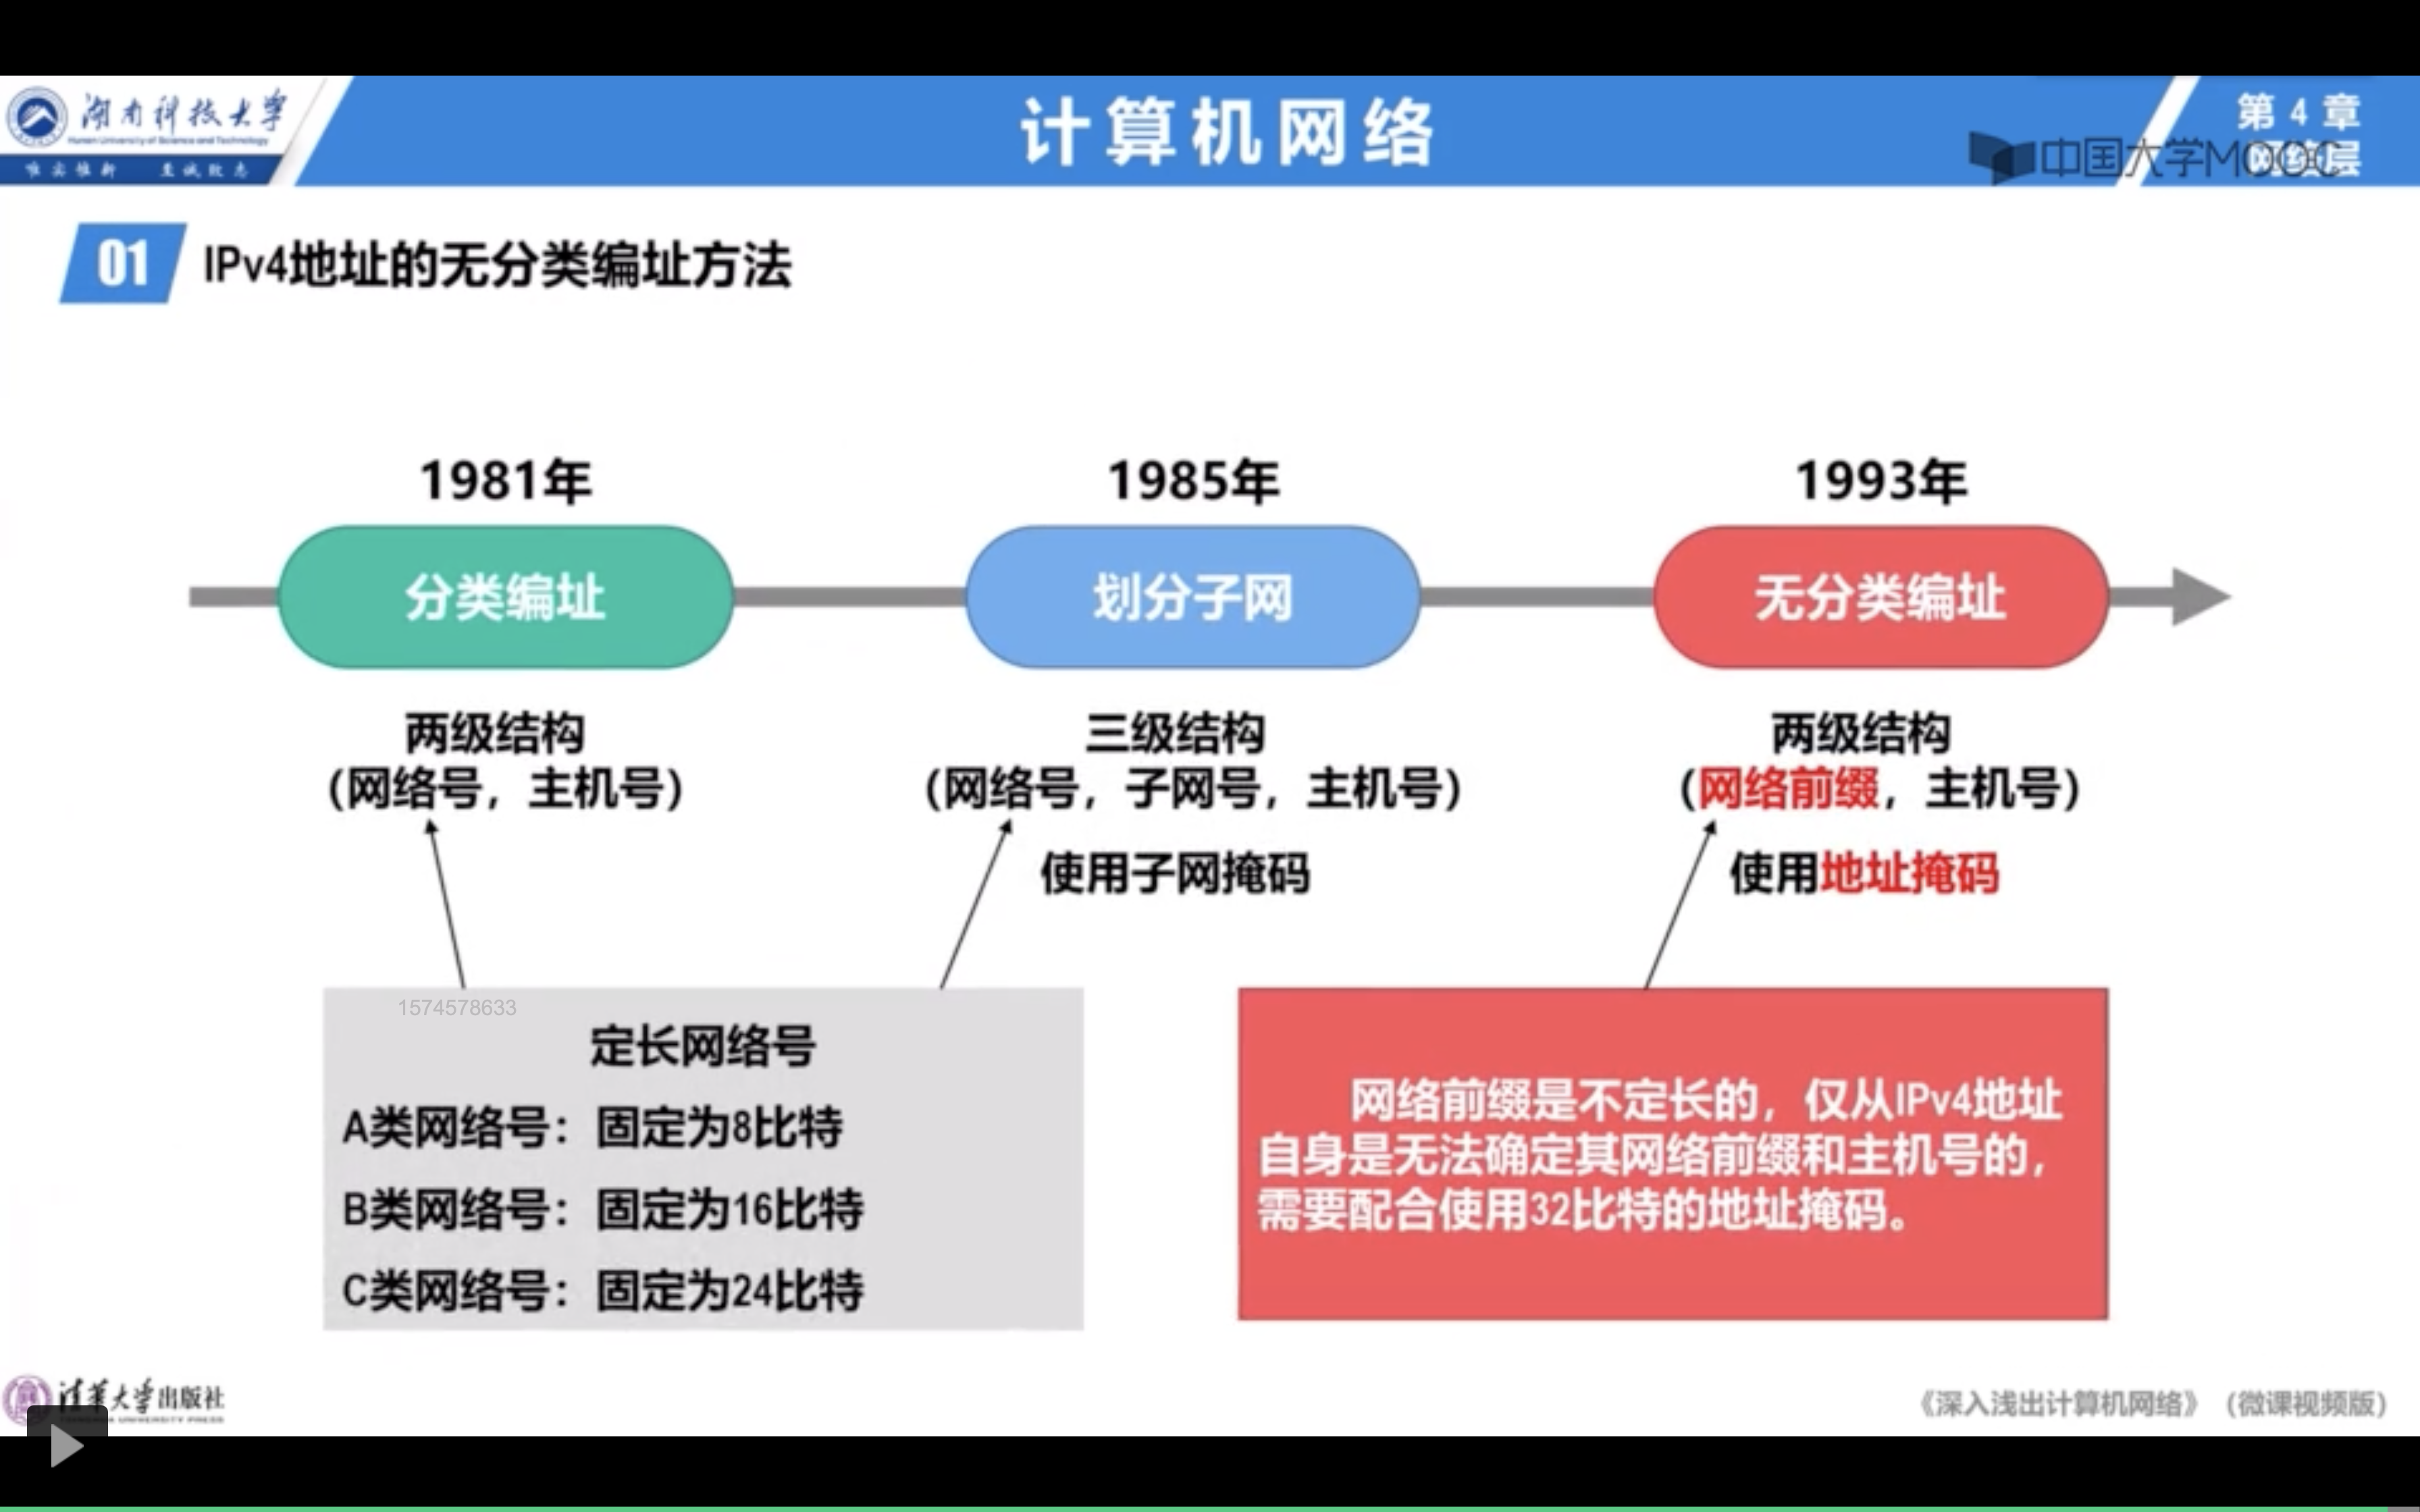 湖南科技大学
Hunan University of Science and Technology
唯实惟新 至诚致志
计算机网络
第 4 章
网络层
中国大学MOOC
01 IPv4地址的无分类编址方法
1981年
1985年
1993年
分类编址
划分子网
无分类编址
两级结构
（网络号，主机号）
三级结构
（网络号，子网号，主机号）
使用子网掩码
两级结构
（网络前缀，主机号）
使用地址掩码
1574578633
定长网络号
A类网络号：固定为8比特
B类网络号：固定为16比特
C类网络号：固定为24比特
网络前缀是不定长的，仅从IPv4地址
自身是无法确定其网络前缀和主机号的，
需要配合使用32比特的地址掩码。
清华大学出版社
TSINGHUA UNIVERSITY PRESS
《深入浅出计算机网络》（微课视频版）